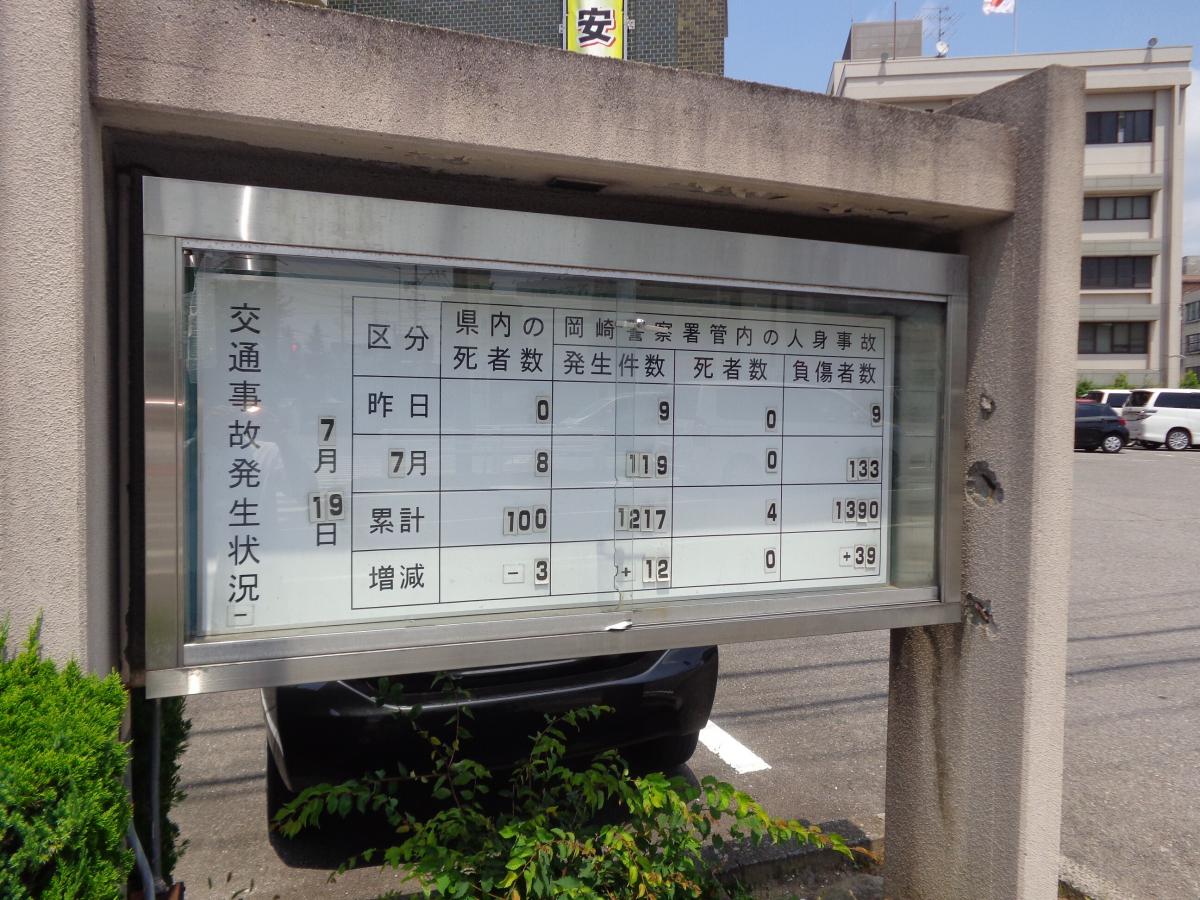 安
交通事故発生状況
7月19日
区分 県内の死者数 岡崎警察署管内の人身事故
発生件数 死者数 負傷者数
昨日 0 9 0 9
7月 8 119 0 133
累計 100 1217 4 1390
増減 -3 +12 0 +39
-